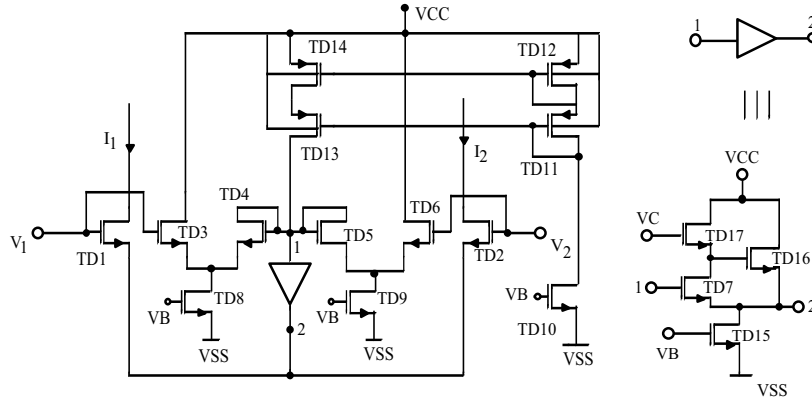 VCC
1
2
TD14
TD12
I1
I2
TD13
TD11
VCC
TD4
TD6
VC
TD17
V1
TD3
1
TD5
V2
TD16
TD1
TD2
TD7
TD8
TD9
VB
1
2
VB
VB
TD10
TD15
2
VB
VSS
VSS
VSS
VSS